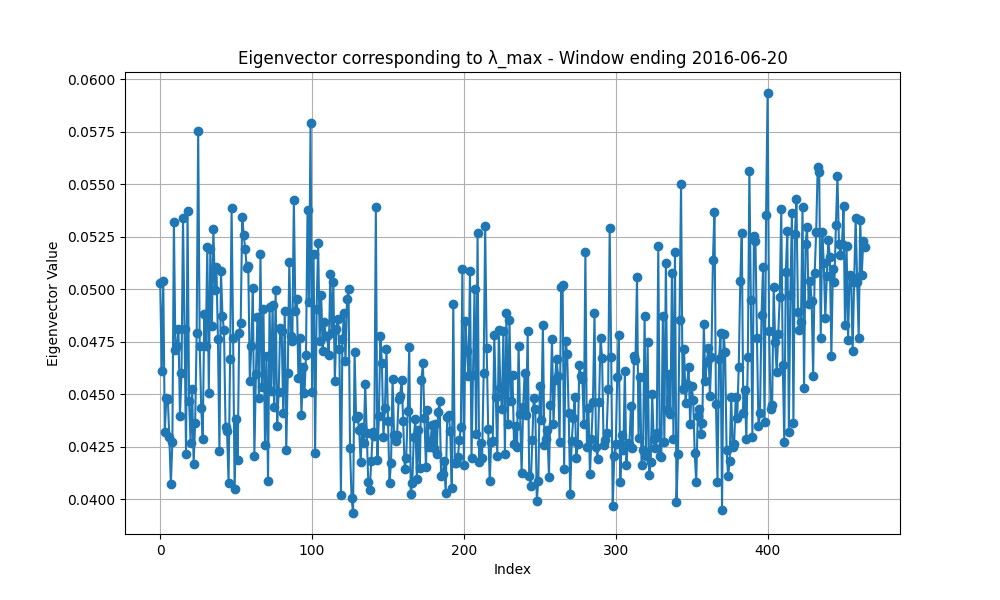 Eigenvector corresponding to λ_max - Window ending 2016-06-20
0.0600
0.0575
0.0550
0.0525
0.0500
0.0475
0.0450
0.0425
0.0400
Eigenvector Value
0 100 200 300 400
Index